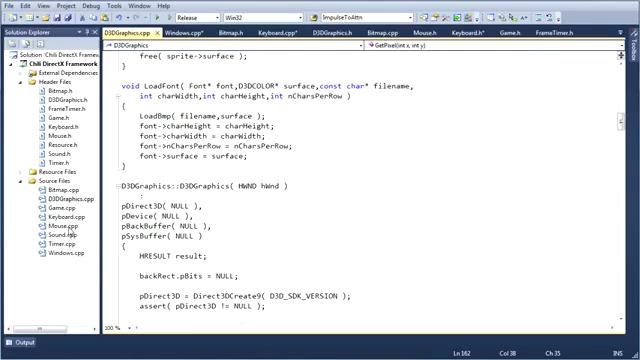 File Edit View Project Build Debug Team Data Tools Test Window Help
Release Win32 ImpulseToAttn
Solution Explorer
D3DGraphics.cpp Windows.cpp* Bitmap.h Keyboard.cpp* D3DGraphics.h Bitmap.cpp Mouse.h Keyboard.h* Game.h FrameTimer.h
D3DGraphics GetPixel(int x, int y)
Solution 'Chili DirectX Framework
Chili DirectX Framework
External Dependencies
Header Files
Bitmap.h
D3DGraphics.h
FrameTimer.h
Game.h
Keyboard.h
Mouse.h
Resource.h
Sound.h
Timer.h
Resource Files
Source Files
Bitmap.cpp
D3DGraphics.cpp
Game.cpp
Keyboard.cpp
Mouse.cpp
Sound.cpp
Timer.cpp
Windows.cpp
free( sprite->surface );
}
void LoadFont( Font* font,D3DCOLOR* surface,const char* filename,
int charWidth,int charHeight,int nCharsPerRow )
{
LoadBmp( filename,surface );
font->charHeight = charHeight;
font->charWidth = charWidth;
font->nCharsPerRow = nCharsPerRow;
font->surface = surface;
}
D3DGraphics::D3DGraphics( HWND hWnd )
:
pDirect3D( NULL ),
pDevice( NULL ),
pBackBuffer( NULL ),
pSysBuffer( NULL )
{
HRESULT result;
backRect.pBits = NULL;
pDirect3D = Direct3DCreate9( D3D_SDK_VERSION );
assert( pDirect3D != NULL );
100 %
Toolbox
Output
Ln 162 Col 38 Ch 35